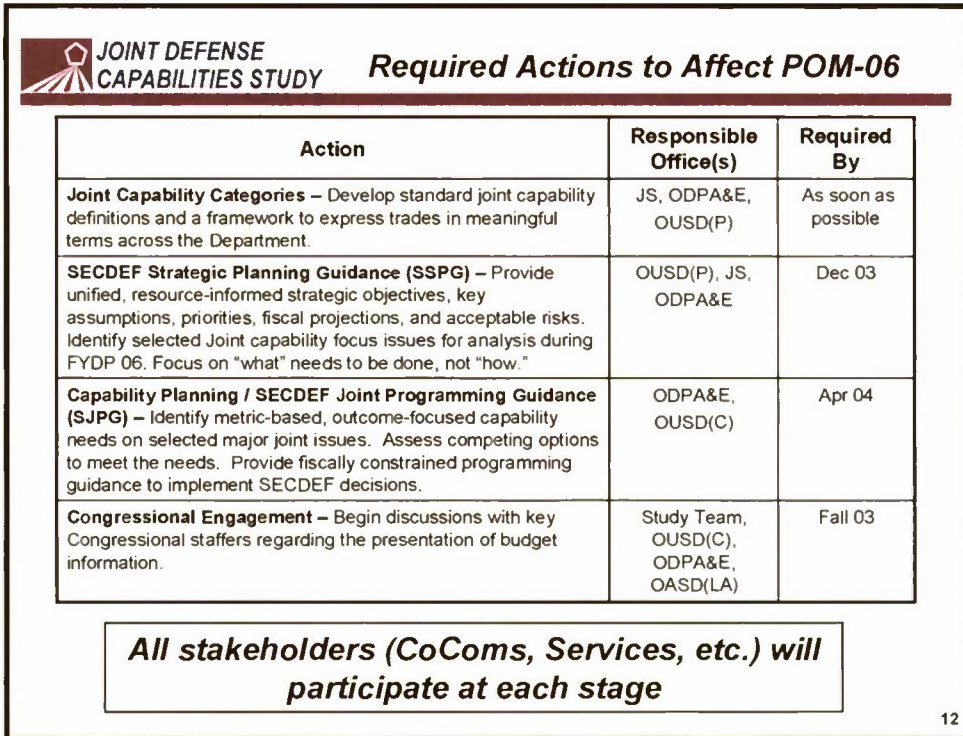 JOINT DEFENSE
CAPABILITIES STUDY
Required Actions to Affect POM-06
Action
Responsible
Office(s)
Required
By
Joint Capability Categories – Develop standard joint capability
definitions and a framework to express trades in meaningful
terms across the Department.
JS, ODPA&E,
OUSD(P)
As soon as
possible
SECDEF Strategic Planning Guidance (SSPG) – Provide
unified, resource-informed strategic objectives, key
assumptions, priorities, fiscal projections, and acceptable risks.
Identify selected Joint capability focus issues for analysis during
FYDP 06. Focus on "what" needs to be done, not "how."
OUSD(P), JS,
ODPA&E
Dec 03
Capability Planning / SECDEF Joint Programming Guidance
(SJPG) – Identify metric-based, outcome-focused capability
needs on selected major joint issues. Assess competing options
to meet the needs. Provide fiscally constrained programming
guidance to implement SECDEF decisions.
ODPA&E,
OUSD(C)
Apr 04
Congressional Engagement – Begin discussions with key
Congressional staffers regarding the presentation of budget
information.
Study Team,
OUSD(C),
ODPA&E,
OASD(LA)
Fall 03
All stakeholders (CoComs, Services, etc.) will
participate at each stage
12